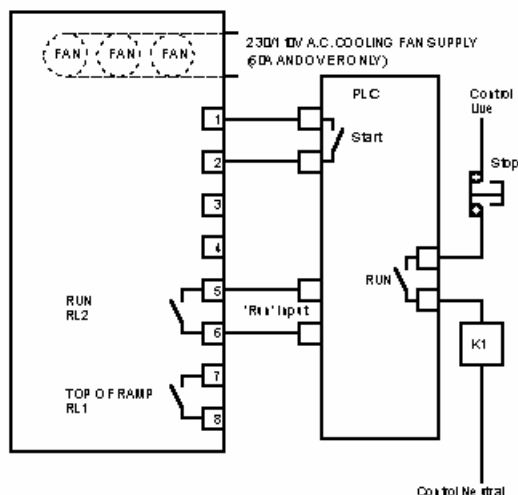 FAN FAN FAN
230/110V A.C. COOLING FAN SUPPLY
(60A AND OVER ONLY)
PLC
Control
Live
1
Start
2
Stop
3
4
5
RUN
RL2
'Run' Input
RUN
6
K1
7
TOP OF RAMP
RL1
8
Control Neutral